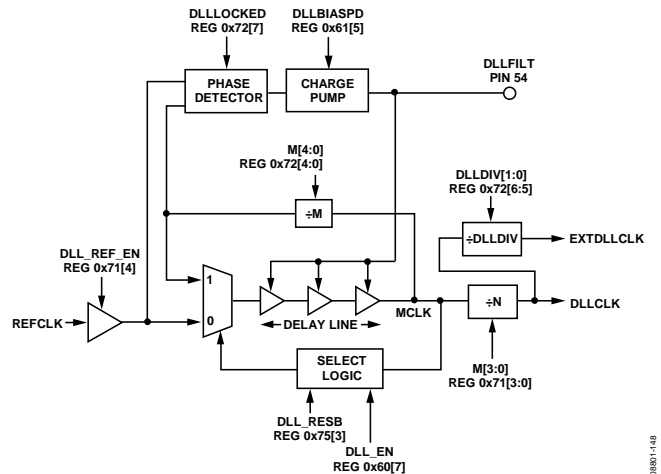 DLLLOCKED
REG 0x72[7]
DLLBIASPD
REG 0x61[5]
DLLFILT
PIN 54
PHASE
DETECTOR
CHARGE
PUMP
M[4:0]
REG 0x72[4:0]
DLLDIV[1:0]
REG 0x72[6:5]
÷M
÷DLLDIV
EXTDLLCLK
DLL_REF_EN
REG 0x71[4]
1
0
REFCLK
DELAY LINE
MCLK
÷N
DLLCLK
SELECT
LOGIC
M[3:0]
REG 0x71[3:0]
DLL_RESB
REG 0x75[3]
DLL_EN
REG 0x60[7]
08801-148